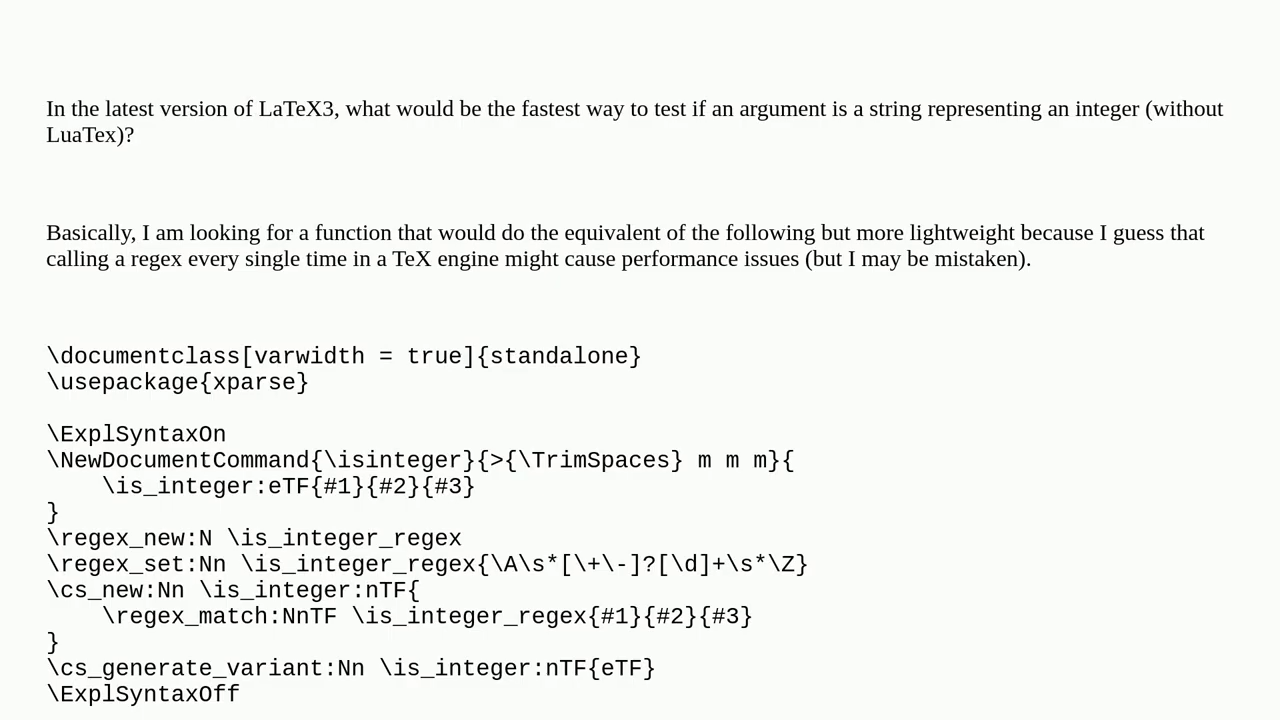 In the latest version of LaTeX3, what would be the fastest way to test if an argument is a string representing an integer (without
LuaTex)?
Basically, I am looking for a function that would do the equivalent of the following but more lightweight because I guess that
calling a regex every single time in a TeX engine might cause performance issues (but I may be mistaken).
\documentclass[varwidth = true]{standalone}
\usepackage{xparse}
\ExplSyntaxOn
\NewDocumentCommand{\isinteger}{>{\TrimSpaces} m m m}{
    \is_integer:eTF{#1}{#2}{#3}
}
\regex_new:N \is_integer_regex
\regex_set:Nn \is_integer_regex{\A\s*[\+\-]?[\d]+\s*\Z}
\cs_new:Nn \is_integer:nTF{
    \regex_match:NnTF \is_integer_regex{#1}{#2}{#3}
}
\cs_generate_variant:Nn \is_integer:nTF{eTF}
\ExplSyntaxOff